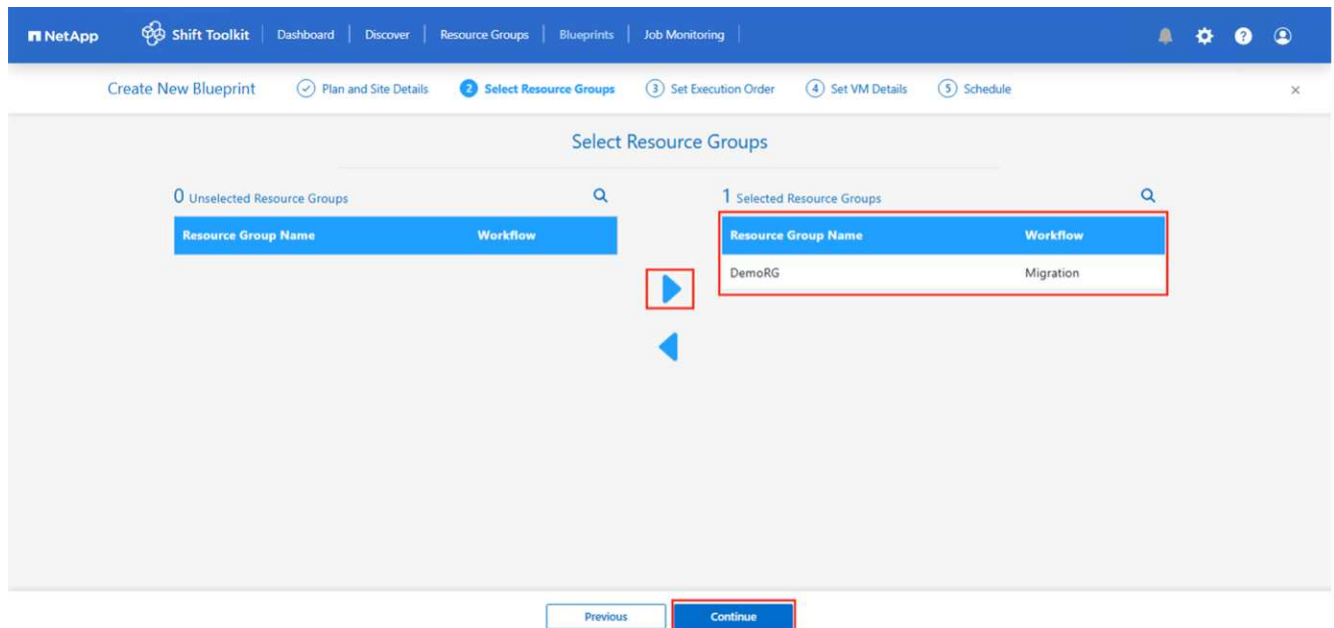 NetApp Shift Toolkit Dashboard Discover Resource Groups Blueprints Job Monitoring ?
Create New Blueprint Plan and Site Details 2 Select Resource Groups 3 Set Execution Order 4 Set VM Details 5 Schedule ×
Select Resource Groups
0 Unselected Resource Groups
Resource Group Name Workflow
1 Selected Resource Groups
Resource Group Name Workflow
DemoRG Migration
Previous Continue